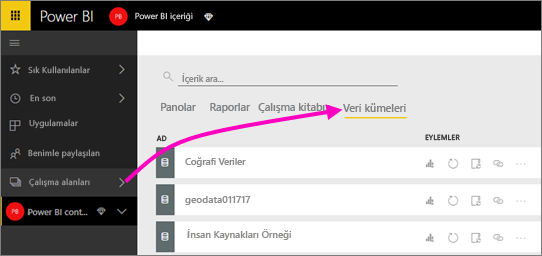 Power BI PB Power BI içeriği
Sık Kullanılanlar
En son
Uygulamalar
Benimle paylaşılan
Çalışma alanları
PB Power BI cont...
İçerik ara...
Panolar Raporlar Çalışma kitabı Veri kümeleri
AD EYLEMLER
Coğrafi Veriler
geodata011717
İnsan Kaynakları Örneği